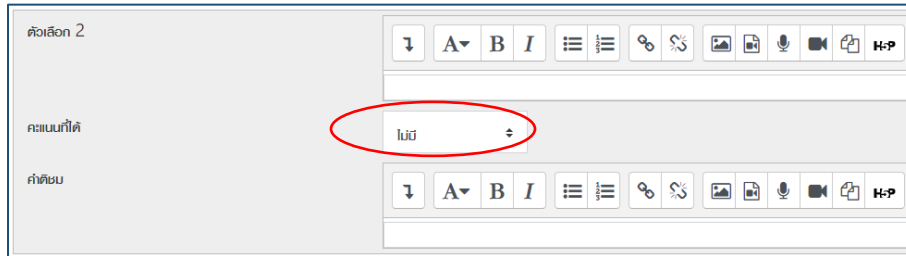 ตัวเลือก 2
A B I H-P
คะแนนที่ได้
ไม่มี
คำติชม
A B I H-P